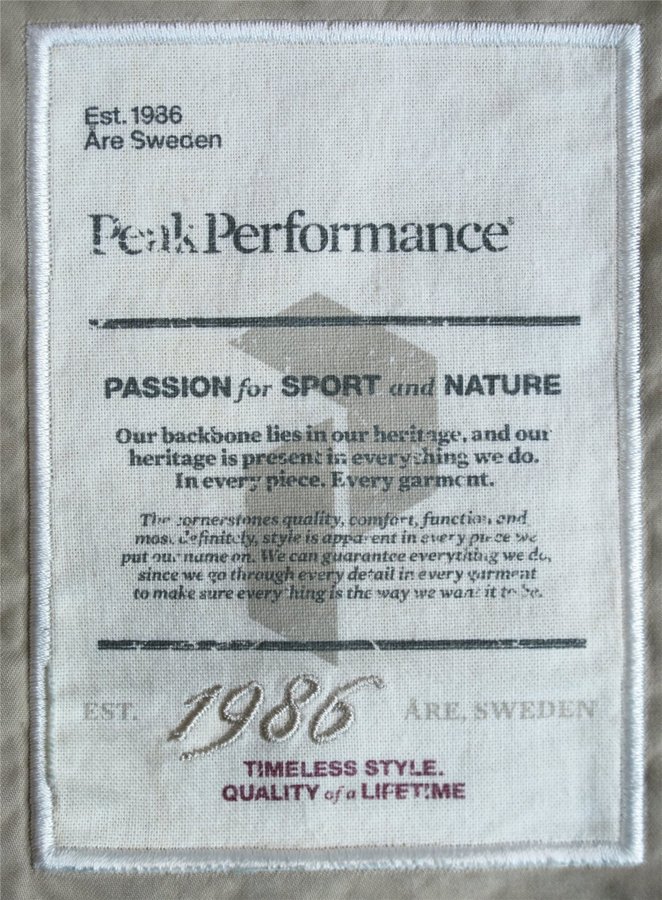 Est. 1986
Åre Sweden
Peak Performance®
PASSION for SPORT and NATURE
Our backbone lies in our heritage, and our
heritage is present in everything we do.
In every piece. Every garment.
The cornerstones quality, comfort, function and
most definitely, style is apparent in every piece we
put our name on. We can guarantee everything we do,
since we go through every detail in every garment
to make sure everything is the way we want it to be.
EST. 1986 ÅRE, SWEDEN
TIMELESS STYLE.
QUALITY of a LIFETIME